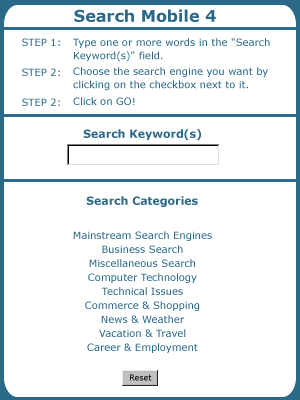 Search Mobile 4
STEP 1: Type one or more words in the "Search
Keyword(s)" field.
STEP 2: Choose the search engine you want by
clicking on the checkbox next to it.
STEP 2: Click on GO!
Search Keyword(s)
Search Categories
Mainstream Search Engines
Business Search
Miscellaneous Search
Computer Technology
Technical Issues
Commerce & Shopping
News & Weather
Vacation & Travel
Career & Employment
Reset